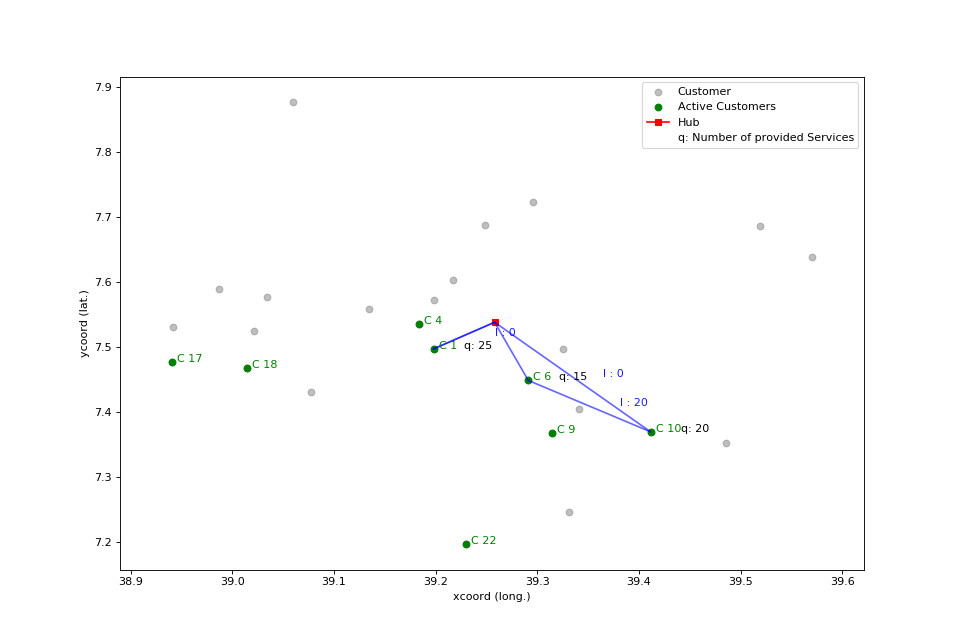 7.9
7.8
7.7
7.6
7.5
7.4
7.3
7.2
ycoord (lat.)
38.9 39.0 39.1 39.2 39.3 39.4 39.5 39.6
xcoord (long.)
Customer
Active Customers
Hub
q: Number of provided Services
C 4
l : 0
C 1 q: 25
C 17
C 18
C 6 q: 15
l : 0
l : 20
C 9
C 10 q: 20
C 22